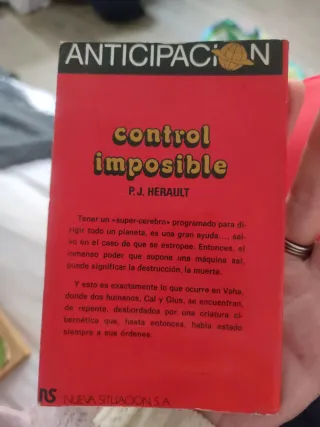 ANTICIPACiON
control
imposible
P. J. HERAULT
Tener un «super-cerebro» programado para di-
rigir todo un planeta, es una gran ayuda..., sal-
vo en el caso de que se estropee. Entonces, el
inmenso poder que supone una máquina así,
puede significar la destrucción, la muerte.
Y esto es exactamente lo que ocurre en Vaha,
donde dos humanos, Cal y Gius, se encuentran,
de repente, desbordados por una criatura ci-
bernética que, hasta entonces, había estado
siempre a sus órdenes.
ns
NUEVA SITUACION, S.A.